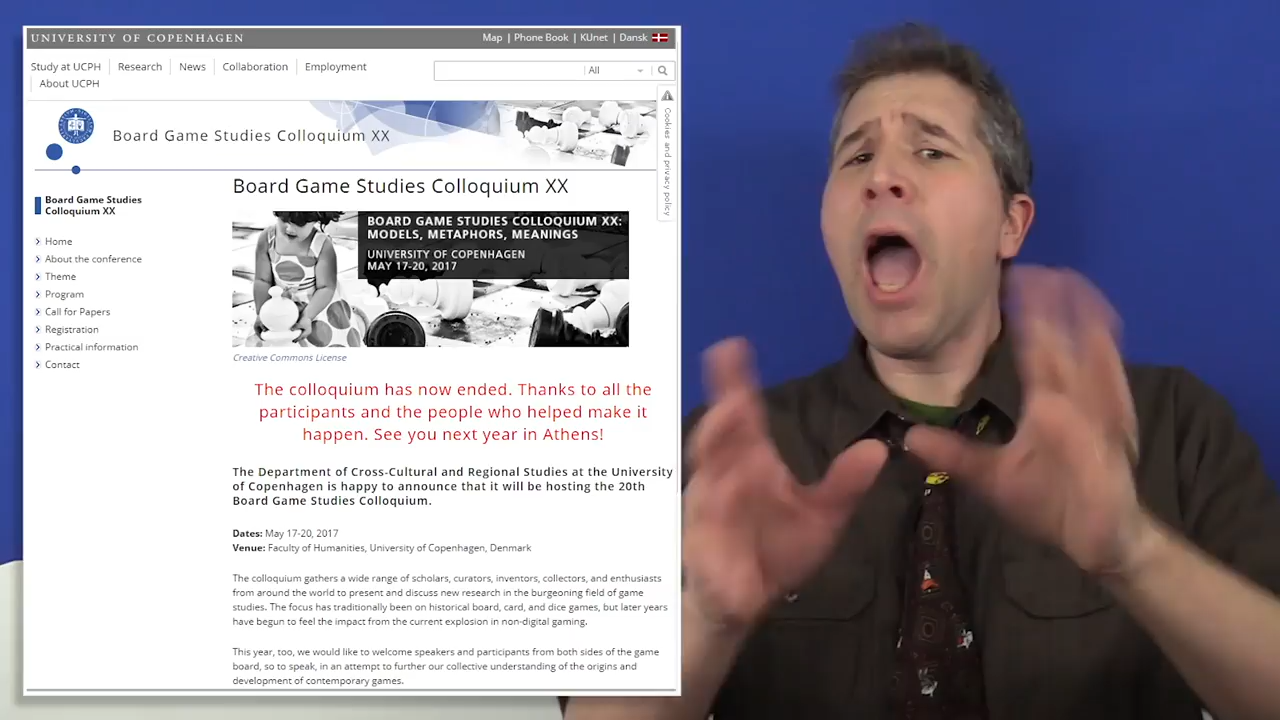 UNIVERSITY OF COPENHAGEN
Map | Phone Book | KUnet | Dansk
Study at UCPH
Research
News
Collaboration
Employment
About UCPH
All
Cookies and privacy policy
Board Game Studies Colloquium XX
Board Game Studies
Colloquium XX
Home
About the conference
Theme
Program
Call for Papers
Registration
Practical information
Contact
Board Game Studies Colloquium XX
BOARD GAME STUDIES COLLOQUIUM XX:
MODELS, METAPHORS, MEANINGS
UNIVERSITY OF COPENHAGEN
MAY 17-20, 2017
Creative Commons License
The colloquium has now ended. Thanks to all the
participants and the people who helped make it
happen. See you next year in Athens!
The Department of Cross-Cultural and Regional Studies at the University
of Copenhagen is happy to announce that it will be hosting the 20th
Board Game Studies Colloquium.
Dates: May 17-20, 2017
Venue: Faculty of Humanities, University of Copenhagen, Denmark
The colloquium gathers a wide range of scholars, curators, inventors, collectors, and enthusiasts
from around the world to present and discuss new research in the burgeoning field of game
studies. The focus has traditionally been on historical board, card, and dice games, but later years
have begun to feel the impact from the current explosion in non-digital gaming.
This year, too, we would like to welcome speakers and participants from both sides of the game
board, so to speak, in an attempt to further our collective understanding of the origins and
development of contemporary games.